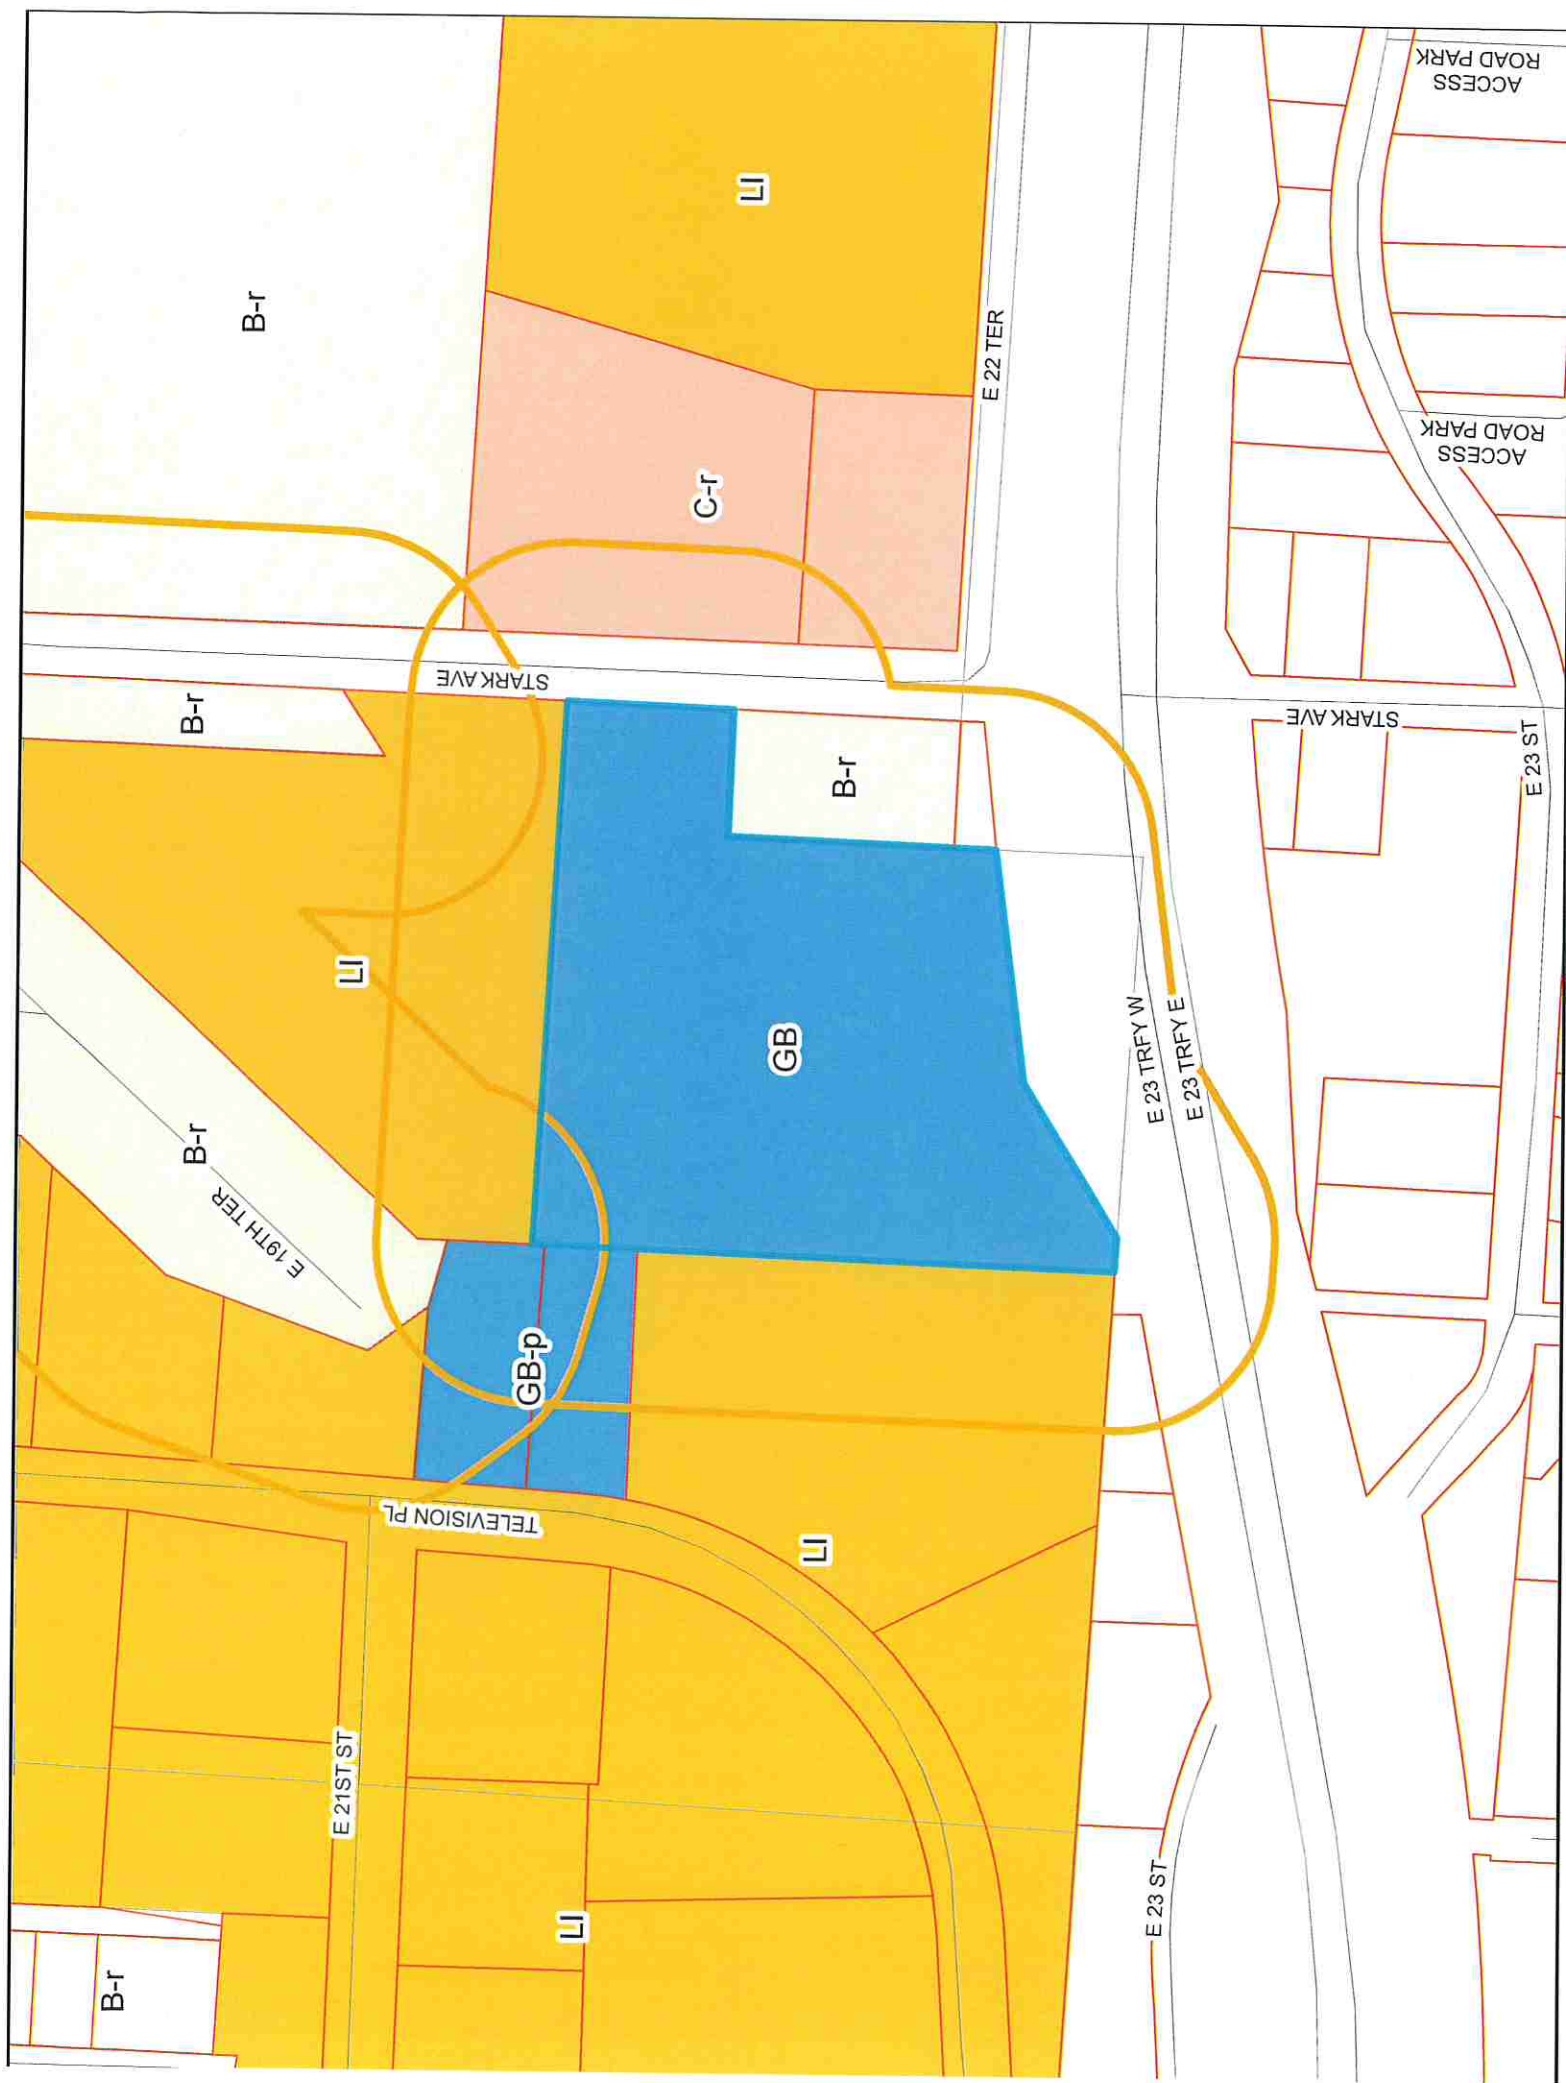 B-r
LI
C-r
E 22 TER
ACCESS
ROAD PARK
ACCESS
ROAD PARK
STARK AVE
B-r
B-r
STARK AVE
E 23 ST
LI
GB
E 23 TRFY W
E 23 TRFY E
B-r
E 19TH TER
GB-p
TELEVISION PL
LI
E 21ST ST
LI
E 23 ST
B-r